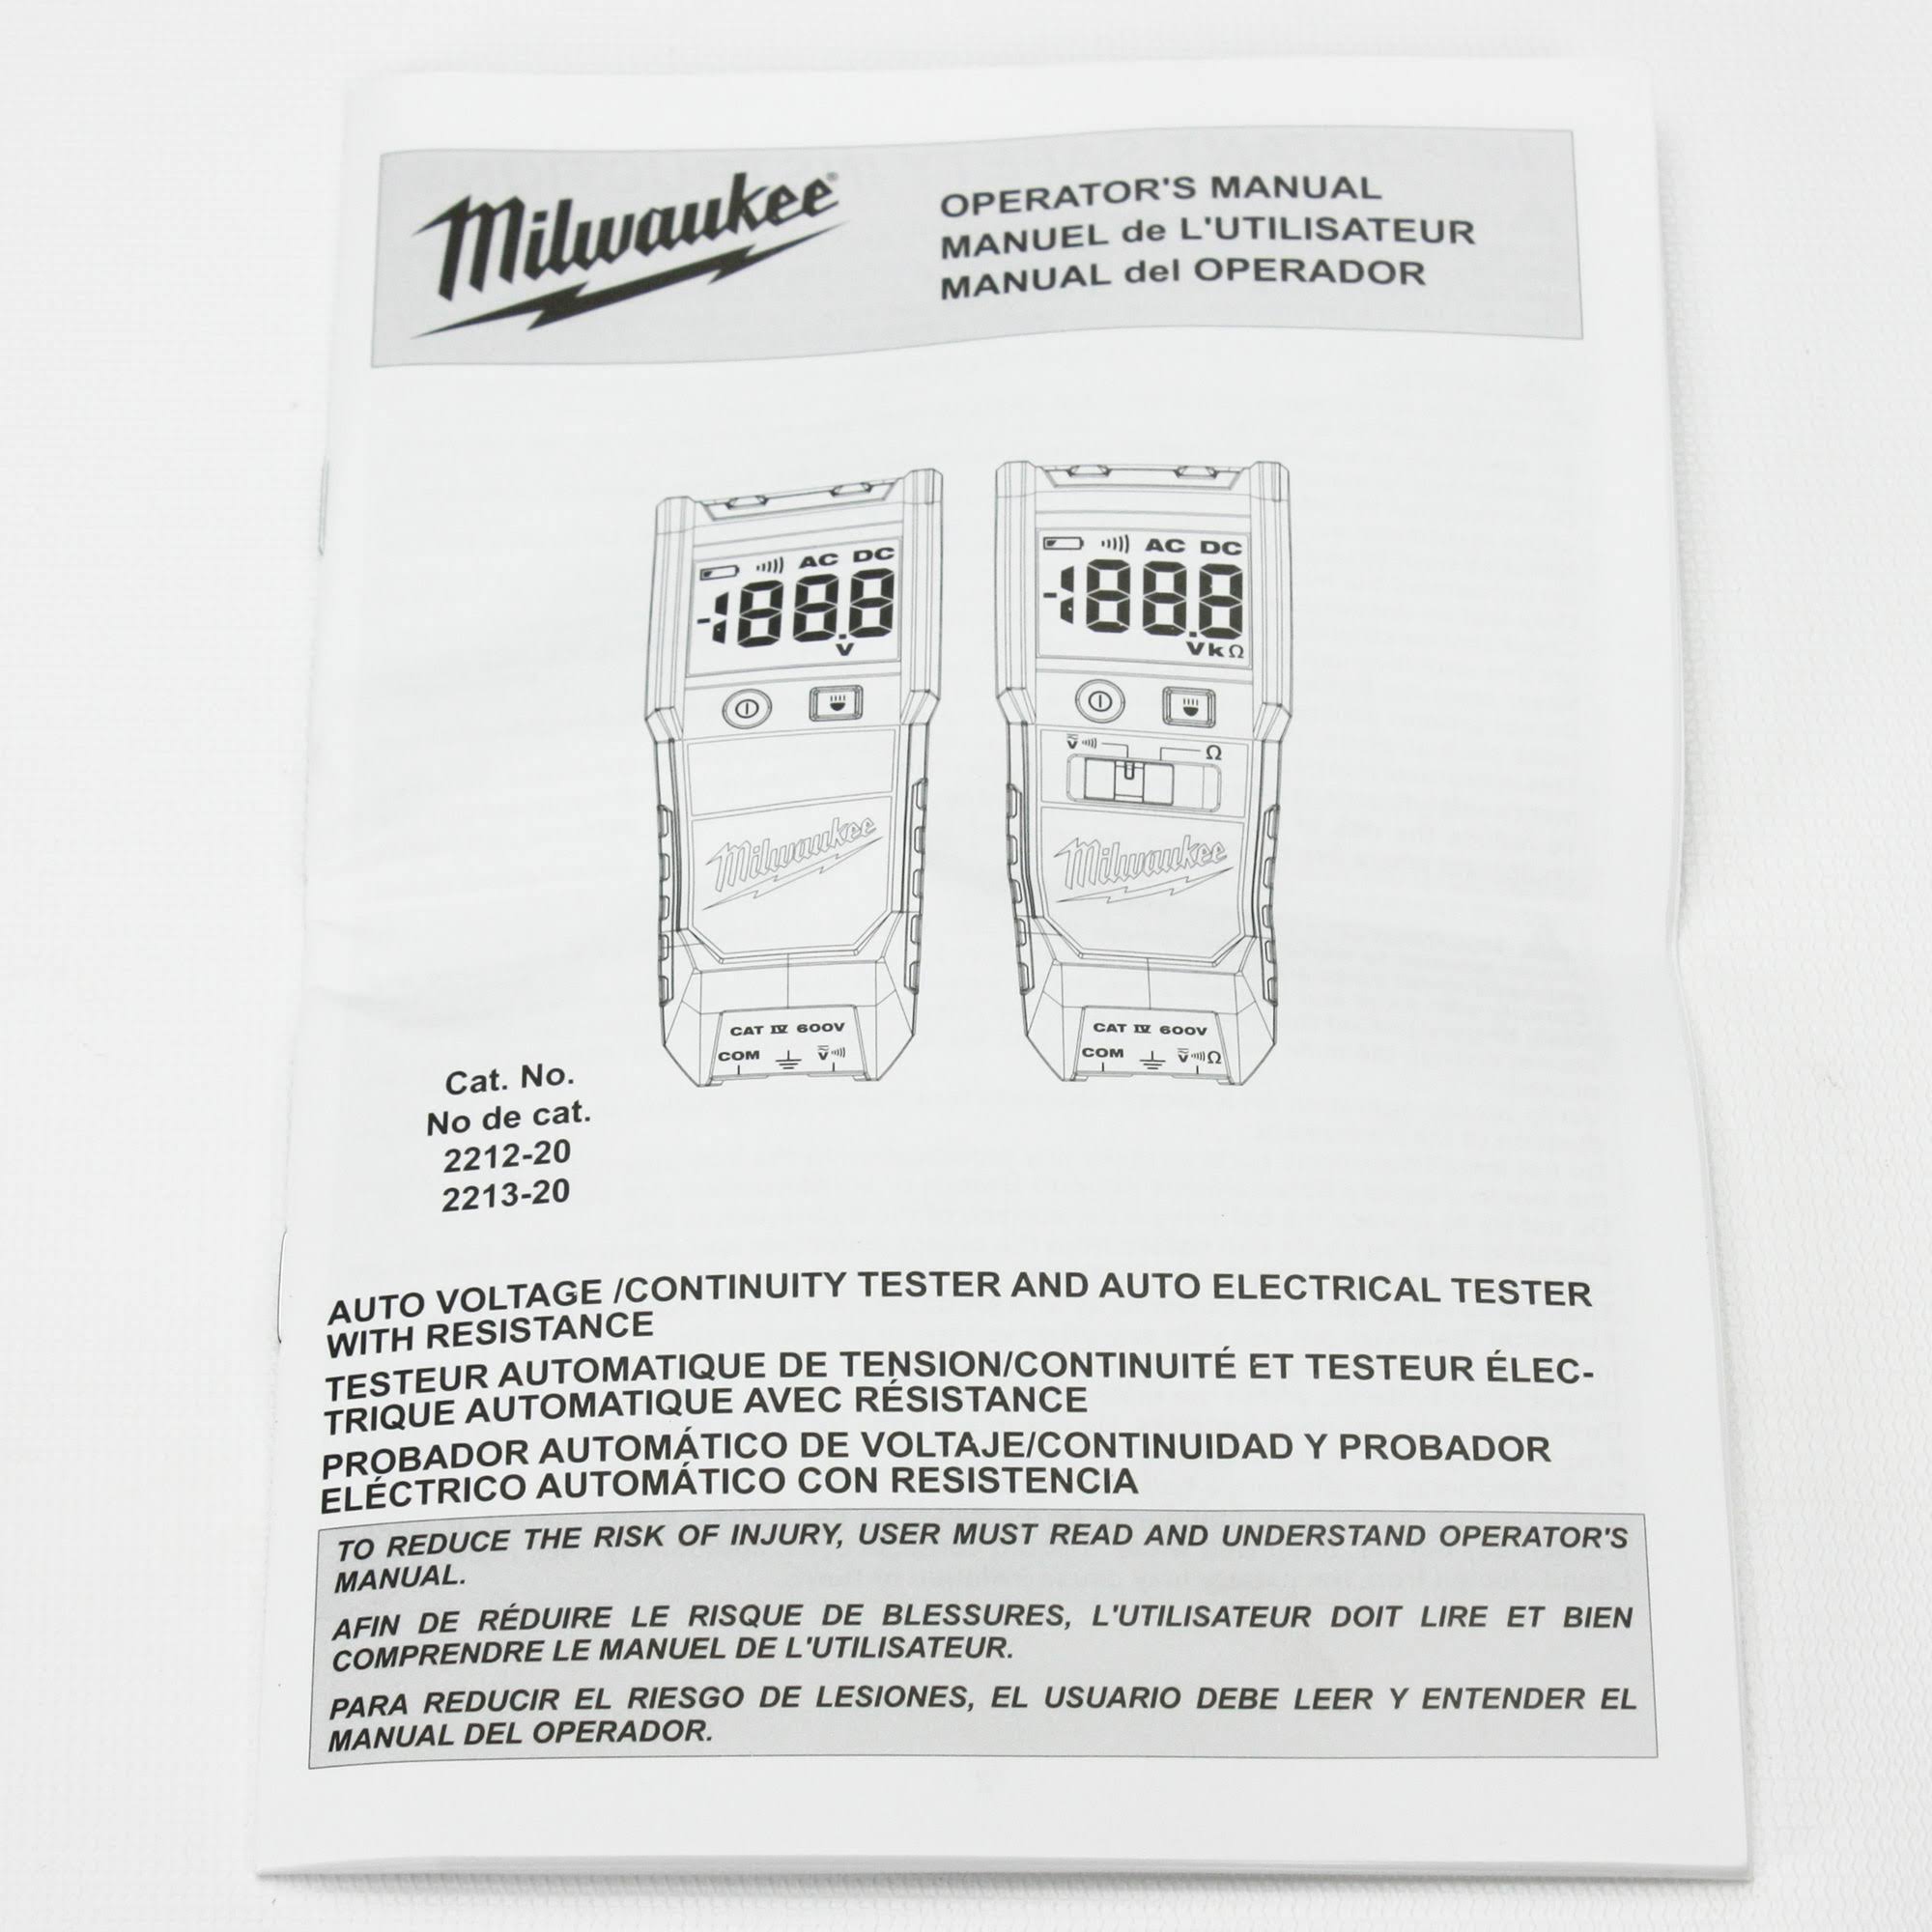 Milwaukee®
OPERATOR'S MANUAL
MANUEL de L'UTILISATEUR
MANUAL del OPERADOR
AC DC
-188.8
V
AC DC
-188.8
VkΩ
V Ω
Milwaukee
Milwaukee
CAT IV 600V
COM V
CAT IV 600V
COM VΩ
Cat. No.
No de cat.
2212-20
2213-20
AUTO VOLTAGE /CONTINUITY TESTER AND AUTO ELECTRICAL TESTER
WITH RESISTANCE
TESTEUR AUTOMATIQUE DE TENSION/CONTINUITÉ ET TESTEUR ÉLEC-
TRIQUE AUTOMATIQUE AVEC RÉSISTANCE
PROBADOR AUTOMÁTICO DE VOLTAJE/CONTINUIDAD Y PROBADOR
ELÉCTRICO AUTOMÁTICO CON RESISTENCIA
TO REDUCE THE RISK OF INJURY, USER MUST READ AND UNDERSTAND OPERATOR'S
MANUAL.
AFIN DE RÉDUIRE LE RISQUE DE BLESSURES, L'UTILISATEUR DOIT LIRE ET BIEN
COMPRENDRE LE MANUEL DE L'UTILISATEUR.
PARA REDUCIR EL RIESGO DE LESIONES, EL USUARIO DEBE LEER Y ENTENDER EL
MANUAL DEL OPERADOR.